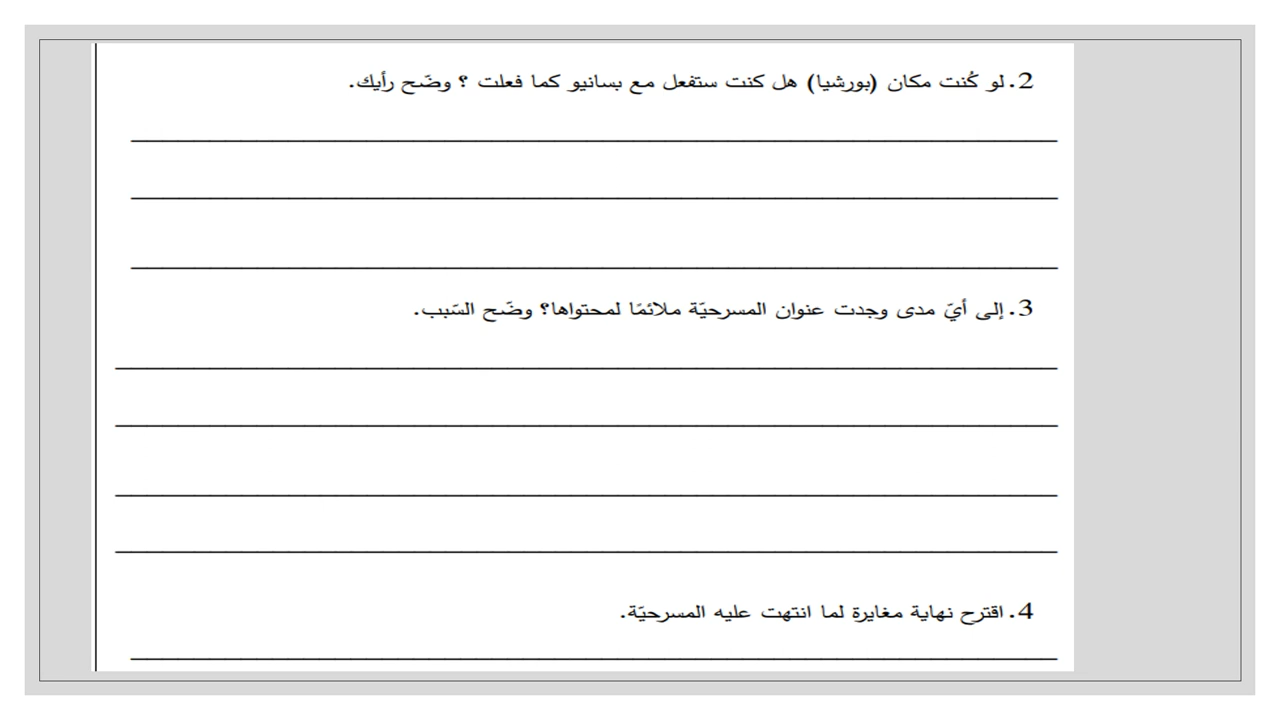 2. لو كُنت مكان (بورشيا) هل كنت ستفعل مع بسانيو كما فعلت ؟ وضَح رأيك.
3. إلى أيّ مدى وجدت عنوان المسرحيّة ملائمًا لمحتواها؟ وضَح السَبب.
4. اقترح نهاية مغايرة لما انتهت عليه المسرحيّة.